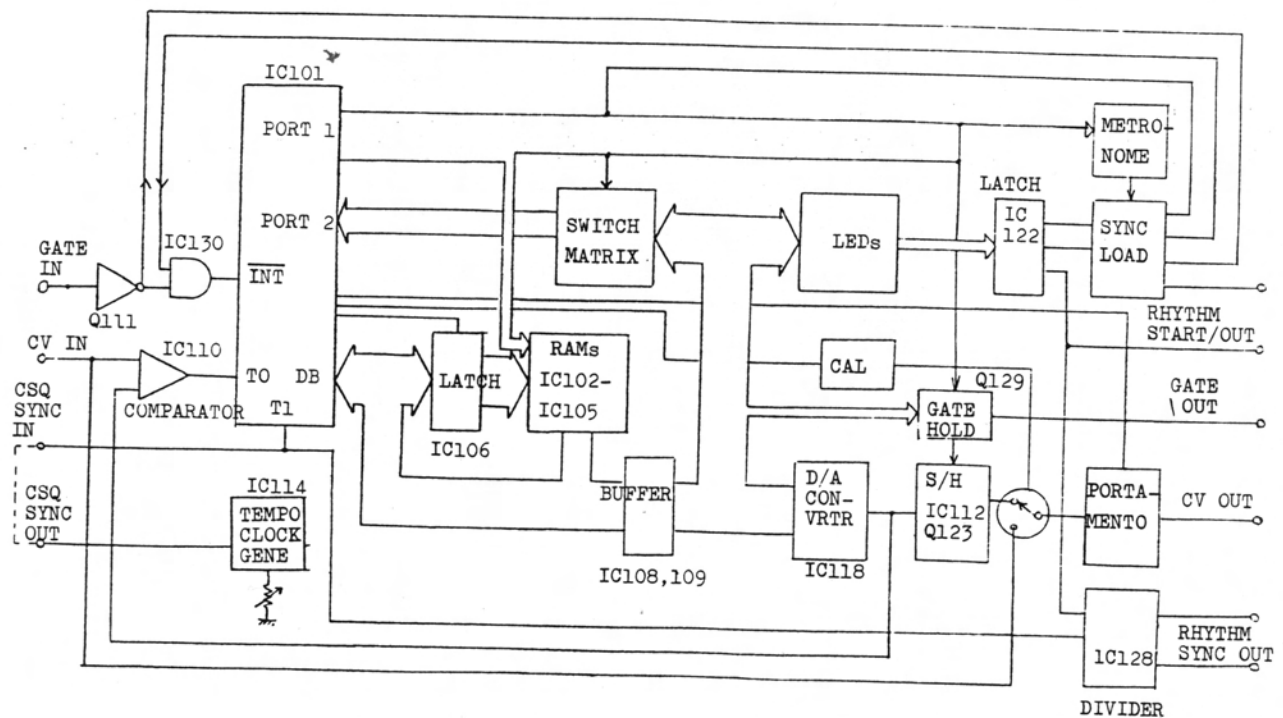 IC101
PORT 1
PORT 2
INT
TO DB
T1
GATE
IN
Q111
IC130
CV IN
IC110
COMPARATOR
CSQ
SYNC
IN
CSQ
SYNC
OUT
IC114
TEMPO
CLOCK
GENE
LATCH
IC106
RAMs
IC102-
IC105
SWITCH
MATRIX
BUFFER
IC108,109
LEDs
LATCH
IC
122
METRO-
NOME
SYNC
LOAD
RHYTHM
START/OUT
CAL
Q129
GATE
HOLD
GATE
\OUT
D/A
CON-
VRTR
IC118
S/H
IC112
Q123
PORTA-
MENTO
CV OUT
1C128
DIVIDER
RHYTHM
SYNC OUT